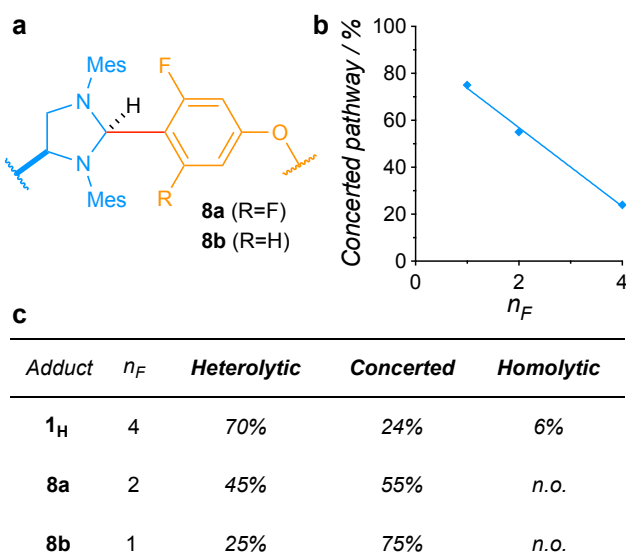 a
Mes
N
H
F
N
O
Mes
R
8a (R=F)
8b (R=H)
b
Concerted pathway / %
100
80
60
40
20
0
0
2
4
n_F
c
Adduct n_F Heterolytic Concerted Homolytic
1_H 4 70% 24% 6%
8a 2 45% 55% n.o.
8b 1 25% 75% n.o.